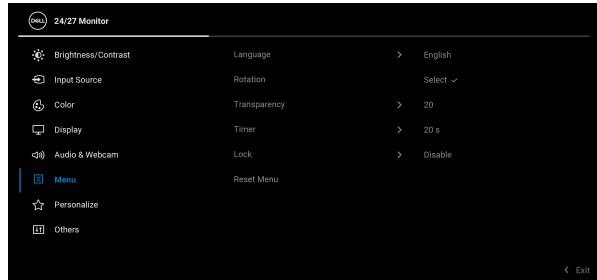 DELL 24/27 Monitor
Brightness/Contrast Language > English
Input Source Rotation Select ✓
Color Transparency > 20
Display Timer > 20 s
Audio & Webcam Lock > Disable
Menu Reset Menu
Personalize
Others
< Exit